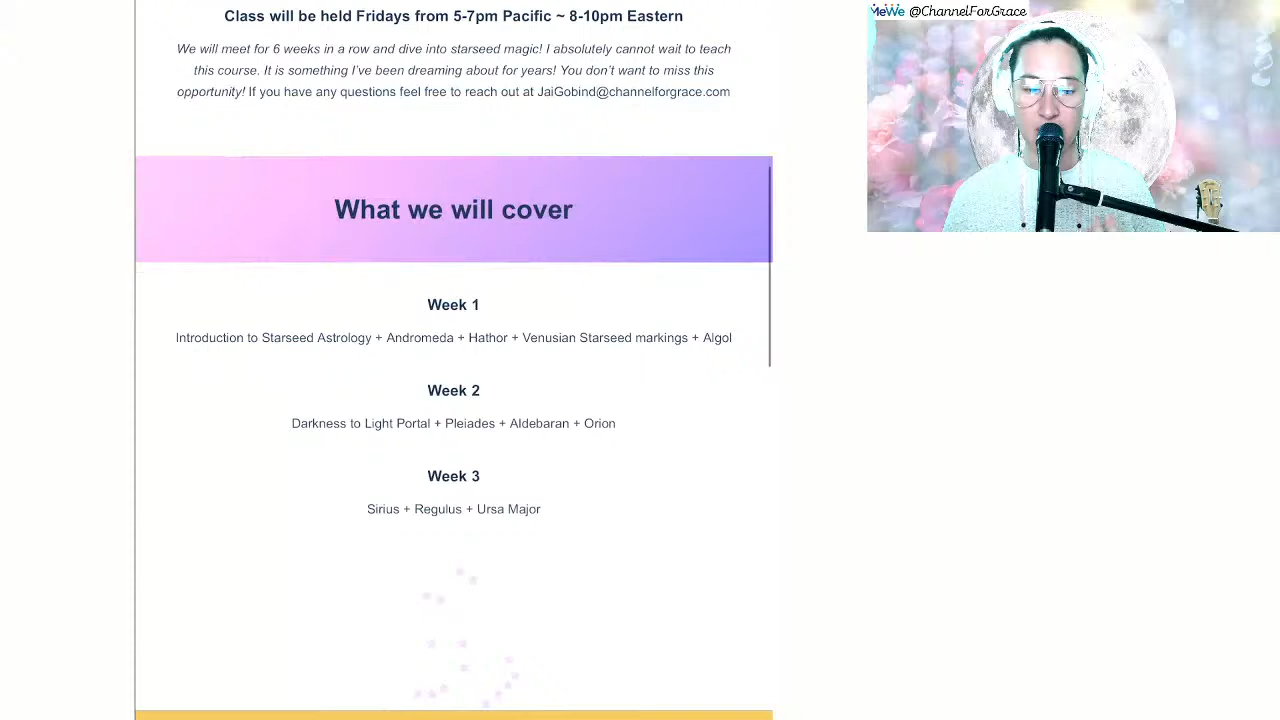 Class will be held Fridays from 5-7pm Pacific ~ 8-10pm Eastern
We will meet for 6 weeks in a row and dive into starseed magic! I absolutely cannot wait to teach
this course. It is something I've been dreaming about for years! You don't want to miss this
opportunity! If you have any questions feel free to reach out at JaiGobind@channelforgrace.com
MeWe @ChannelForGrace
What we will cover
Week 1
Introduction to Starseed Astrology + Andromeda + Hathor + Venusian Starseed markings + Algol
Week 2
Darkness to Light Portal + Pleiades + Aldebaran + Orion
Week 3
Sirius + Regulus + Ursa Major